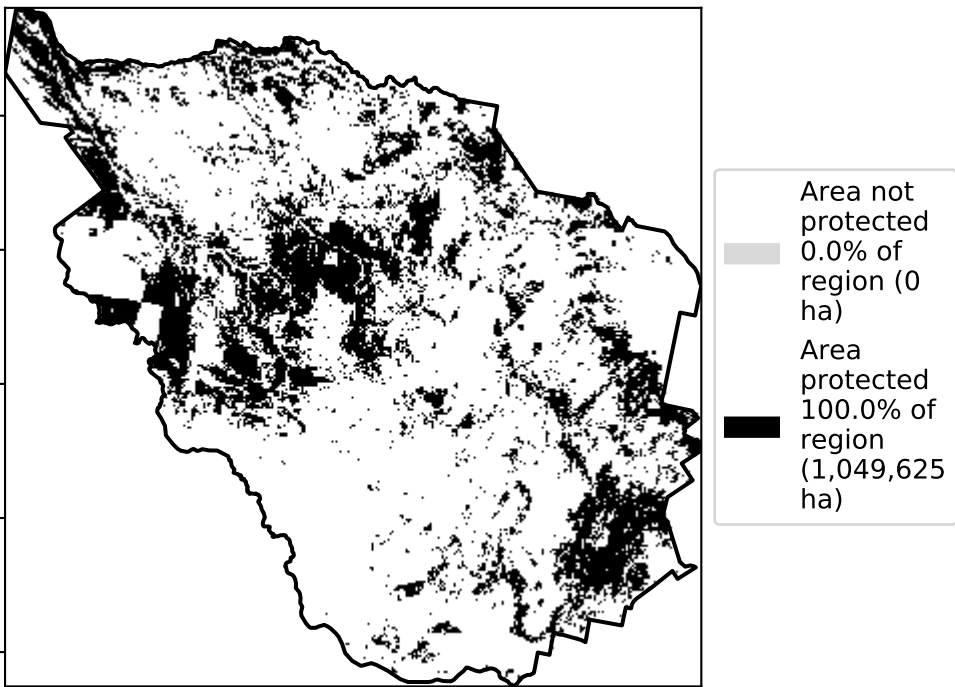 Area not
protected
0.0% of
region (0
ha)
Area
protected
100.0% of
region
(1,049,625
ha)